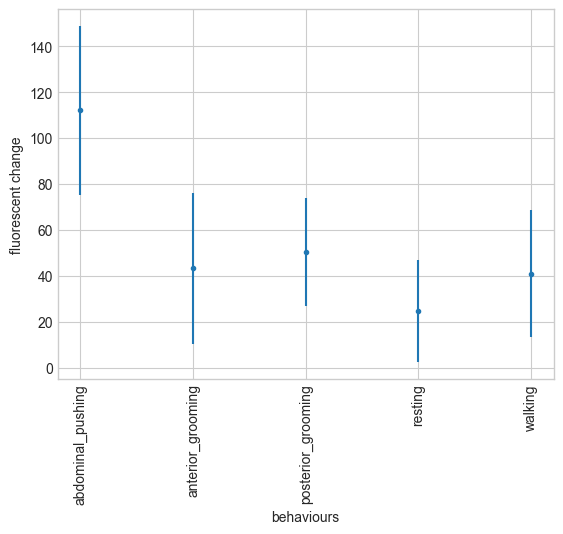 fluorescent change
140
120
100
80
60
40
20
0
abdominal_pushing
anterior_grooming
posterior_grooming
resting
walking
behaviours